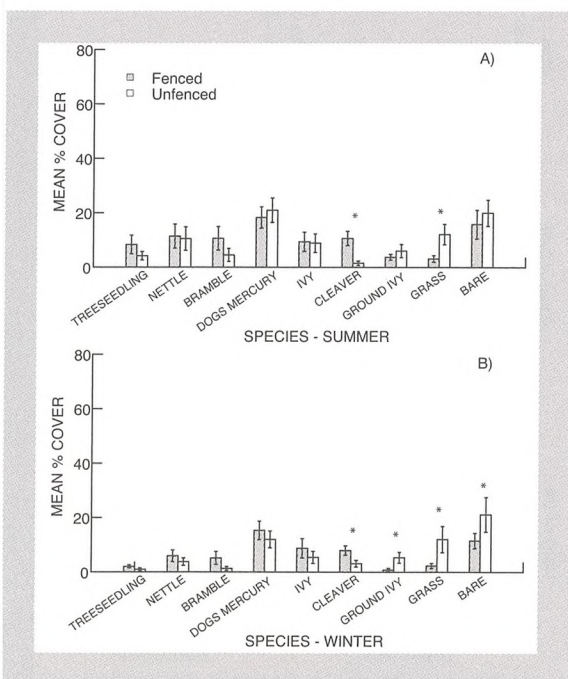 A)
80
60
40
20
0
MEAN % COVER
Fenced
Unfenced
*
*
TREESEEDLING
NETTLE
BRAMBLE
DOGS MERCURY
IVY
CLEAVER
GROUND IVY
GRASS
BARE
SPECIES - SUMMER
B)
80
60
40
20
0
MEAN % COVER
*
*
*
*
TREESEEDLING
NETTLE
BRAMBLE
DOGS MERCURY
IVY
CLEAVER
GROUND IVY
GRASS
BARE
SPECIES - WINTER